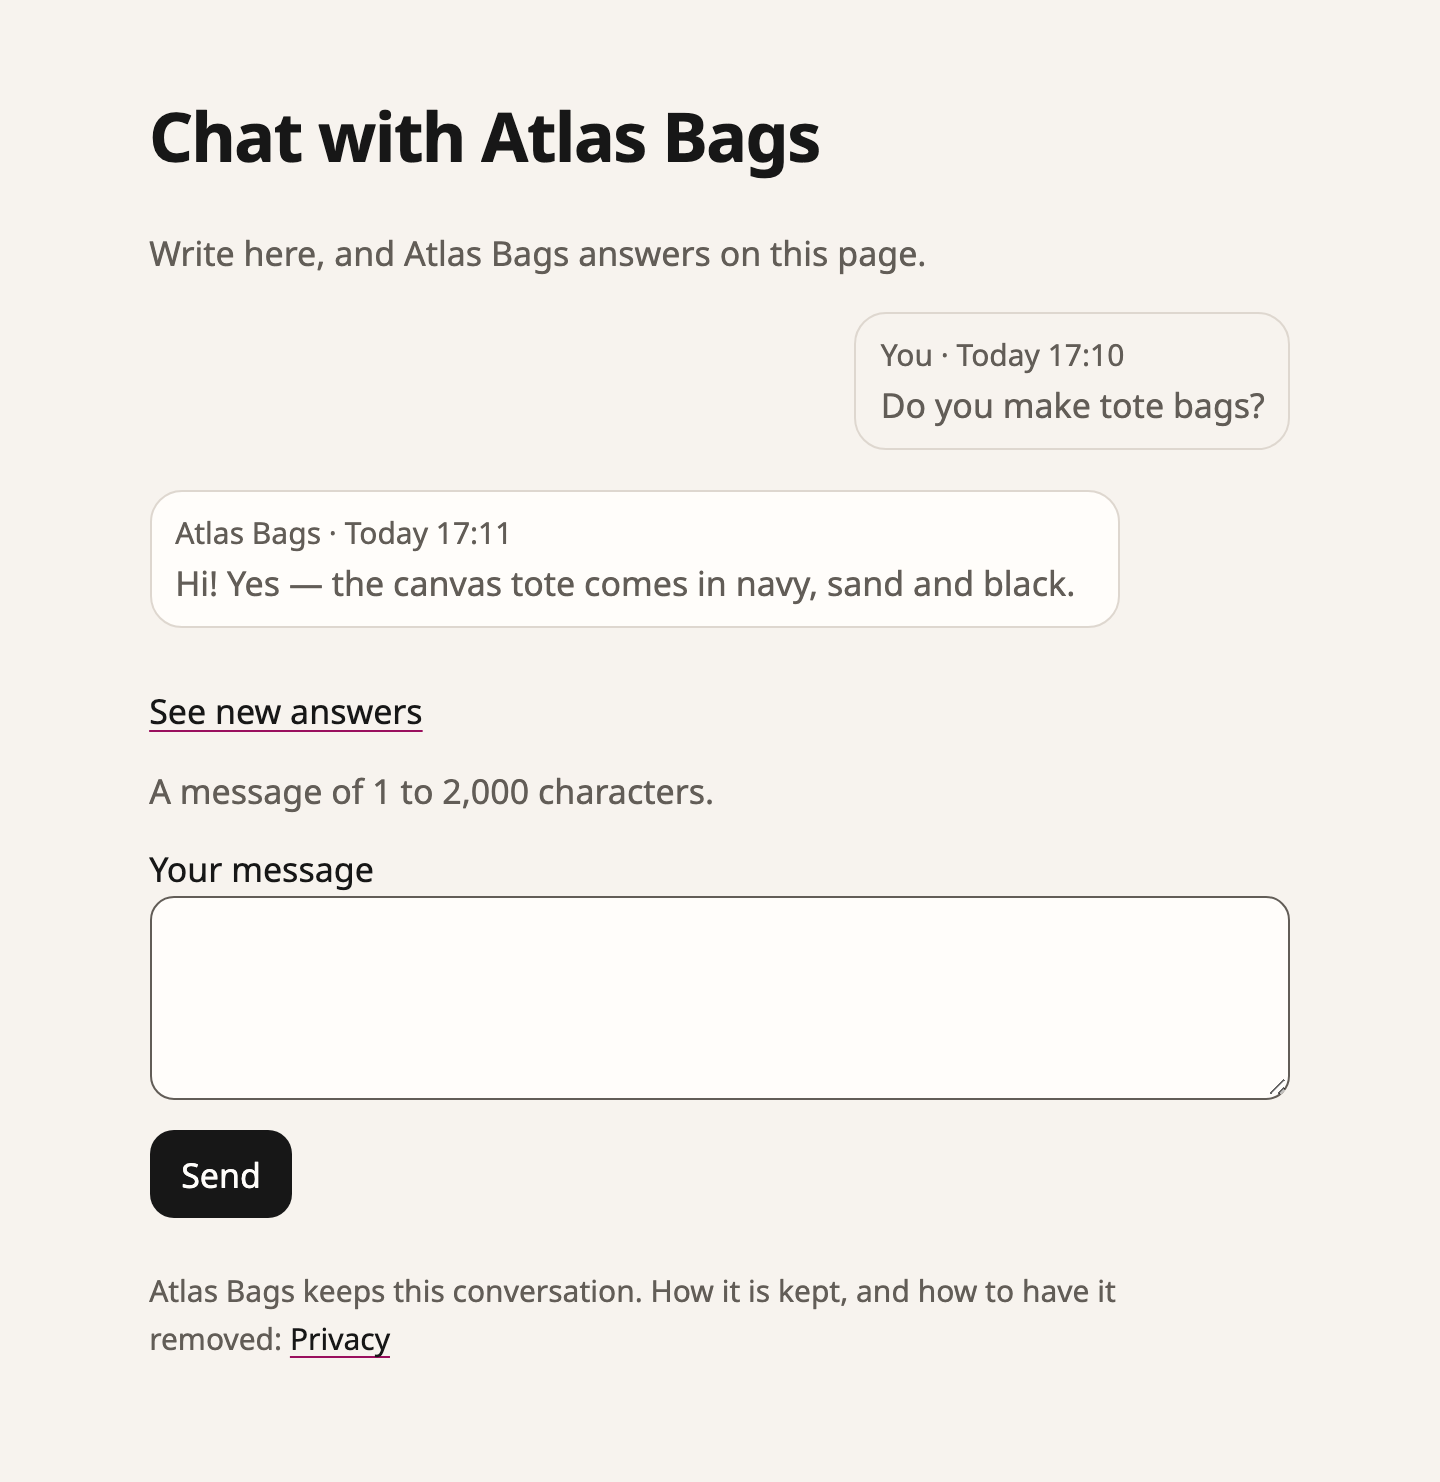 Chat with Atlas Bags
Write here, and Atlas Bags answers on this page.
You · Today 17:10
Do you make tote bags?
Atlas Bags · Today 17:11
Hi! Yes — the canvas tote comes in navy, sand and black.
See new answers
A message of 1 to 2,000 characters.
Your message
Send
Atlas Bags keeps this conversation. How it is kept, and how to have it
removed: Privacy